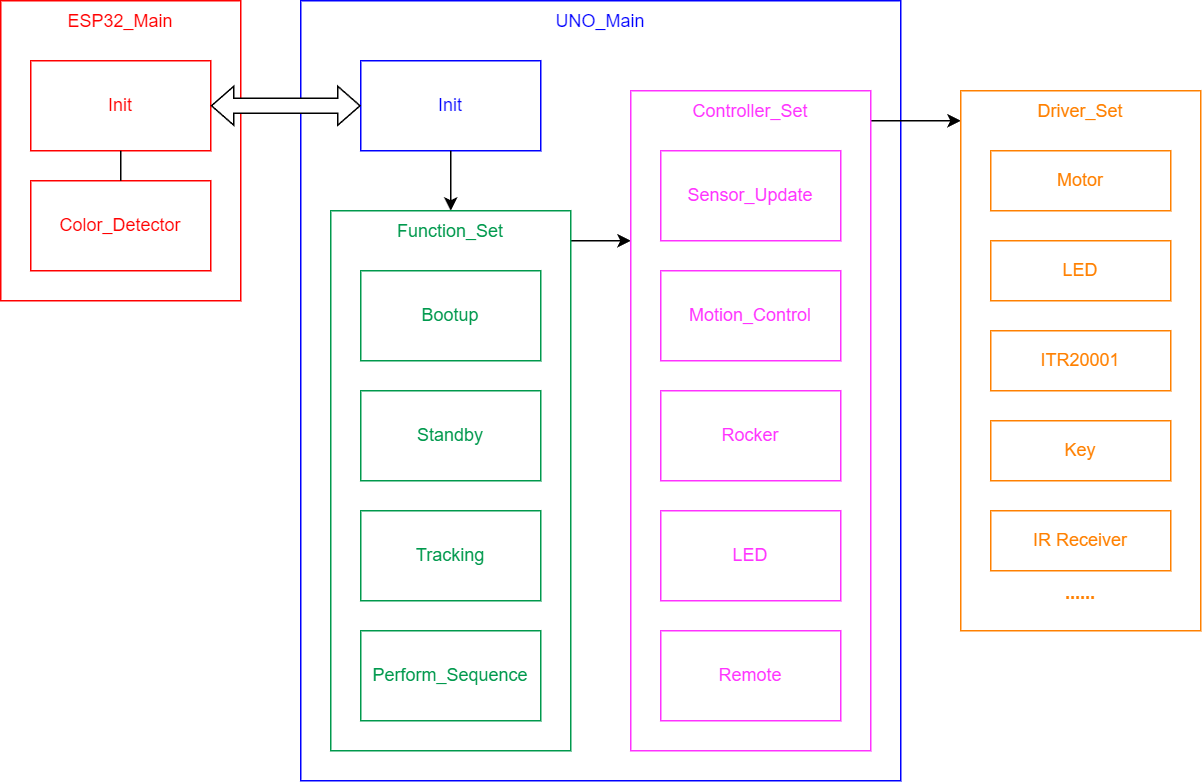 ESP32_Main
Init
Color_Detector
UNO_Main
Init
Function_Set
Bootup
Standby
Tracking
Perform_Sequence
Controller_Set
Sensor_Update
Motion_Control
Rocker
LED
Remote
Driver_Set
Motor
LED
ITR20001
Key
IR Receiver
......